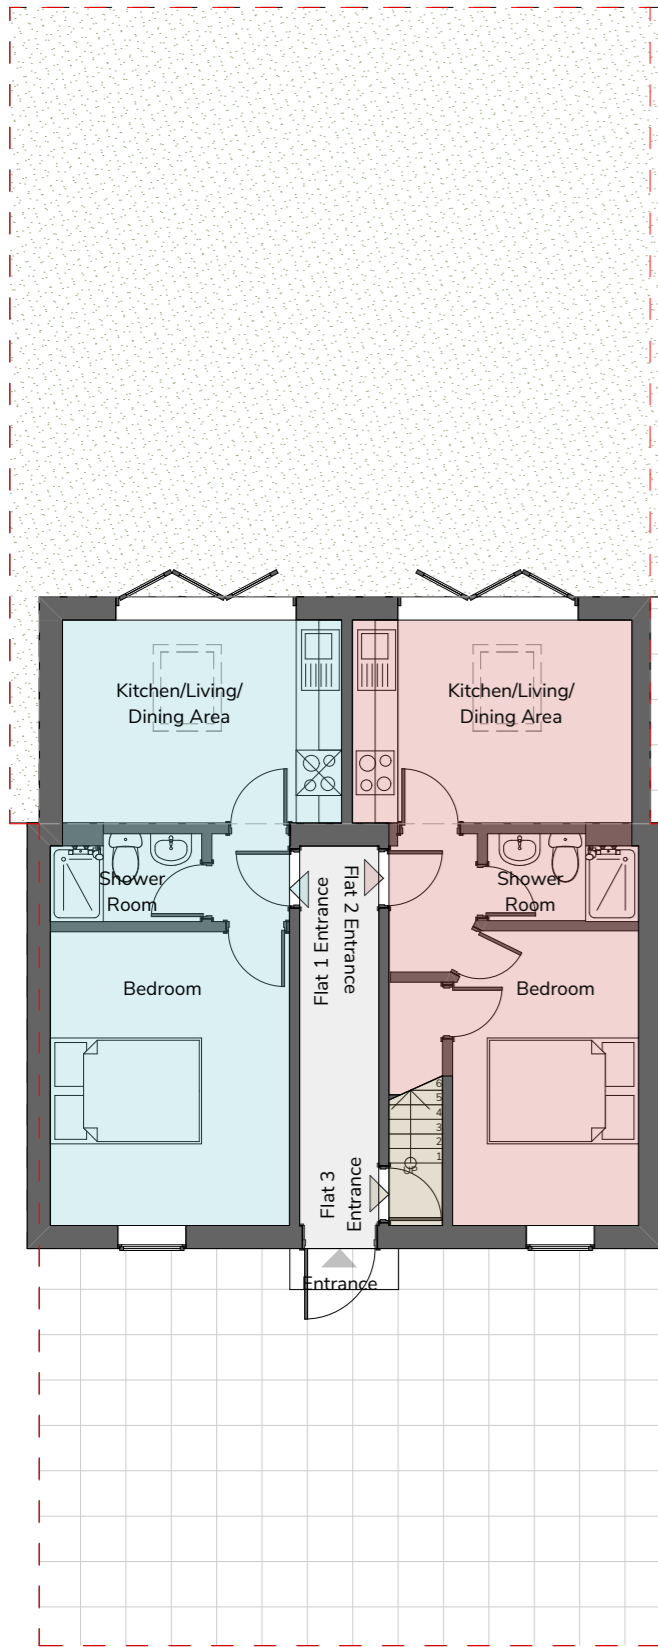 Kitchen/Living/
Dining Area
Kitchen/Living/
Dining Area
Shower
Room
Shower
Room
Flat 1 Entrance
Flat 2 Entrance
Bedroom
Bedroom
6
5
4
3
2
1
UP
Flat 3
Entrance
Entrance